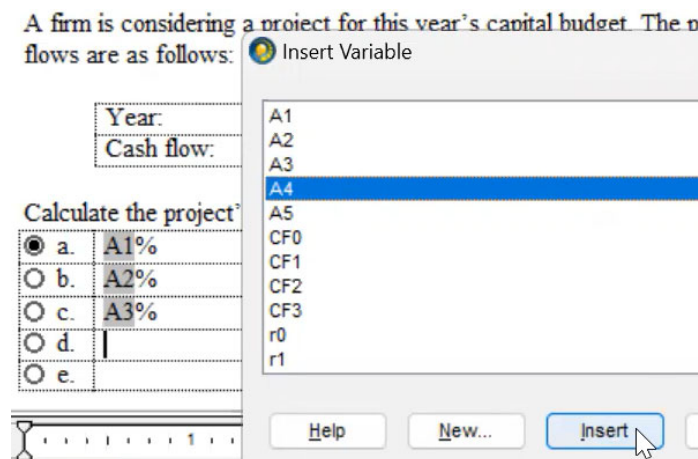 A firm is considering a project for this year's capital budget. The p
flows are as follows:
Insert Variable
Year:
Cash flow:
A1
A2
A3
A4
A5
CF0
CF1
CF2
CF3
r0
r1
Calculate the project'
a. A1%
b. A2%
c. A3%
d.
e.
1
Help
New...
Insert